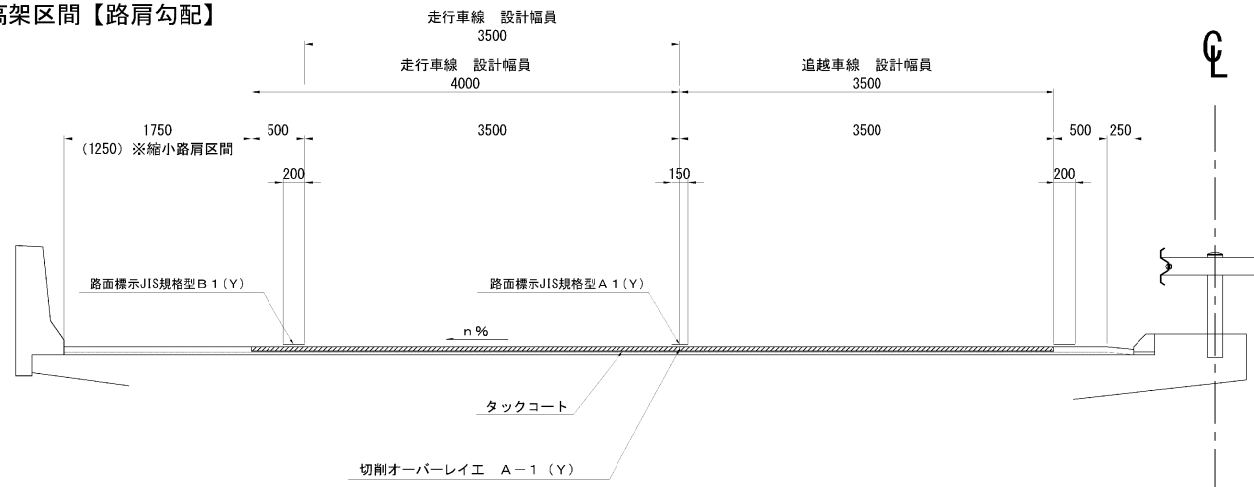 高架区間【路肩勾配】
走行車線 設計幅員
3500
走行車線 設計幅員
4000
追越車線 設計幅員
3500
1750
(1250) ※縮小路肩区間
500
3500
3500
500
250
200
150
200
路面標示JIS規格型B1(Y)
路面標示JIS規格型A1(Y)
n%
タックコート
切削オーバーレイ工 A-1(Y)
CL